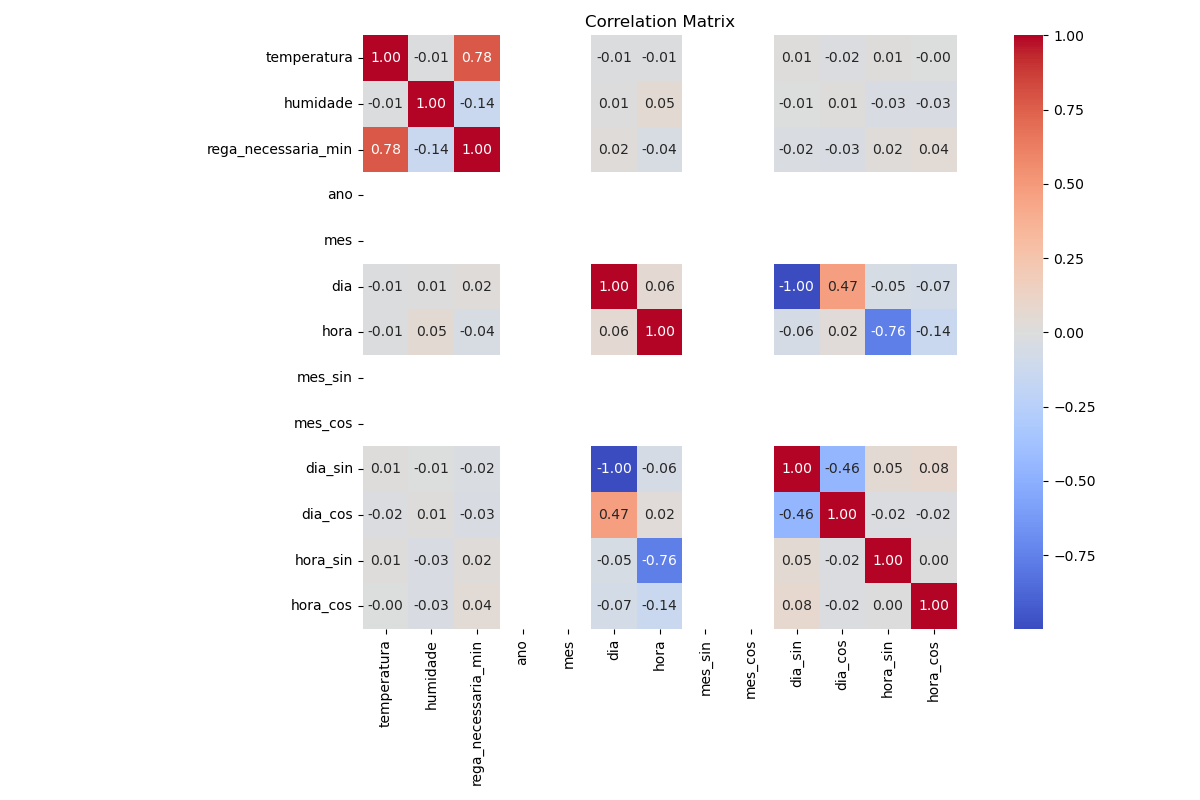 Correlation Matrix
temperatura 1.00 -0.01 0.78 -0.01 -0.01 0.01 -0.02 0.01 -0.00
humidade -0.01 1.00 -0.14 0.01 0.05 -0.01 0.01 -0.03 -0.03
rega_necessaria_min 0.78 -0.14 1.00 0.02 -0.04 -0.02 -0.03 0.02 0.04
ano
mes
dia -0.01 0.01 0.02 1.00 0.06 -1.00 0.47 -0.05 -0.07
hora -0.01 0.05 -0.04 0.06 1.00 -0.06 0.02 -0.76 -0.14
mes_sin
mes_cos
dia_sin 0.01 -0.01 -0.02 -1.00 -0.06 1.00 -0.46 0.05 0.08
dia_cos -0.02 0.01 -0.03 0.47 0.02 -0.46 1.00 -0.02 -0.02
hora_sin 0.01 -0.03 0.02 -0.05 -0.76 0.05 -0.02 1.00 0.00
hora_cos -0.00 -0.03 0.04 -0.07 -0.14 0.08 -0.02 0.00 1.00
temperatura
humidade
rega_necessaria_min
ano
mes
dia
hora
mes_sin
mes_cos
dia_sin
dia_cos
hora_sin
hora_cos
1.00
0.75
0.50
0.25
0.00
−0.25
−0.50
−0.75